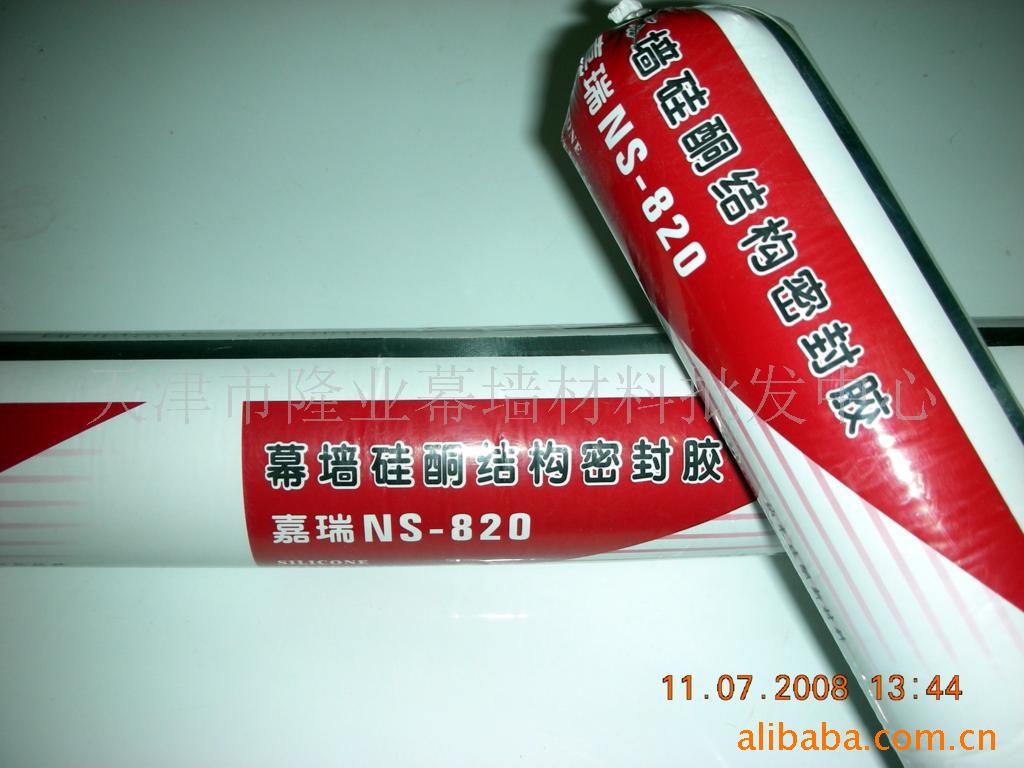 墙硅酮结构密封胶
瑞NS-820
天津市隆业幕墙材料批发中心
幕墙硅酮结构密封胶
嘉瑞NS-820
SILICONE
11.07.2008 13:44
alibaba.com.cn